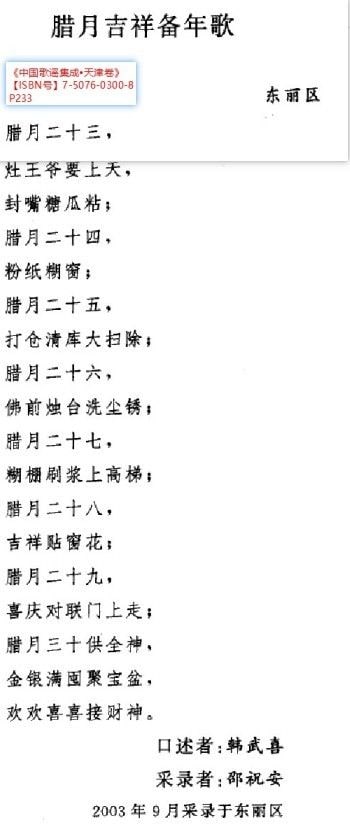 腊月吉祥备年歌
《中国歌谣集成•天津卷》
【ISBN号】7-5076-0300-8
P233
东丽区
腊月二十三，
灶王爷要上天，
封嘴糖瓜粘；
腊月二十四，
粉纸糊窗；
腊月二十五，
打仓清库大扫除；
腊月二十六，
佛前烛台洗尘锈；
腊月二十七，
糊棚刷浆上高梯；
腊月二十八，
吉祥贴窗花；
腊月二十九，
喜庆对联门上走；
腊月三十供全神，
金银满囤聚宝盆，
欢欢喜喜接财神。
口述者：韩武喜
采录者：邵祝安
2003年9月采录于东丽区